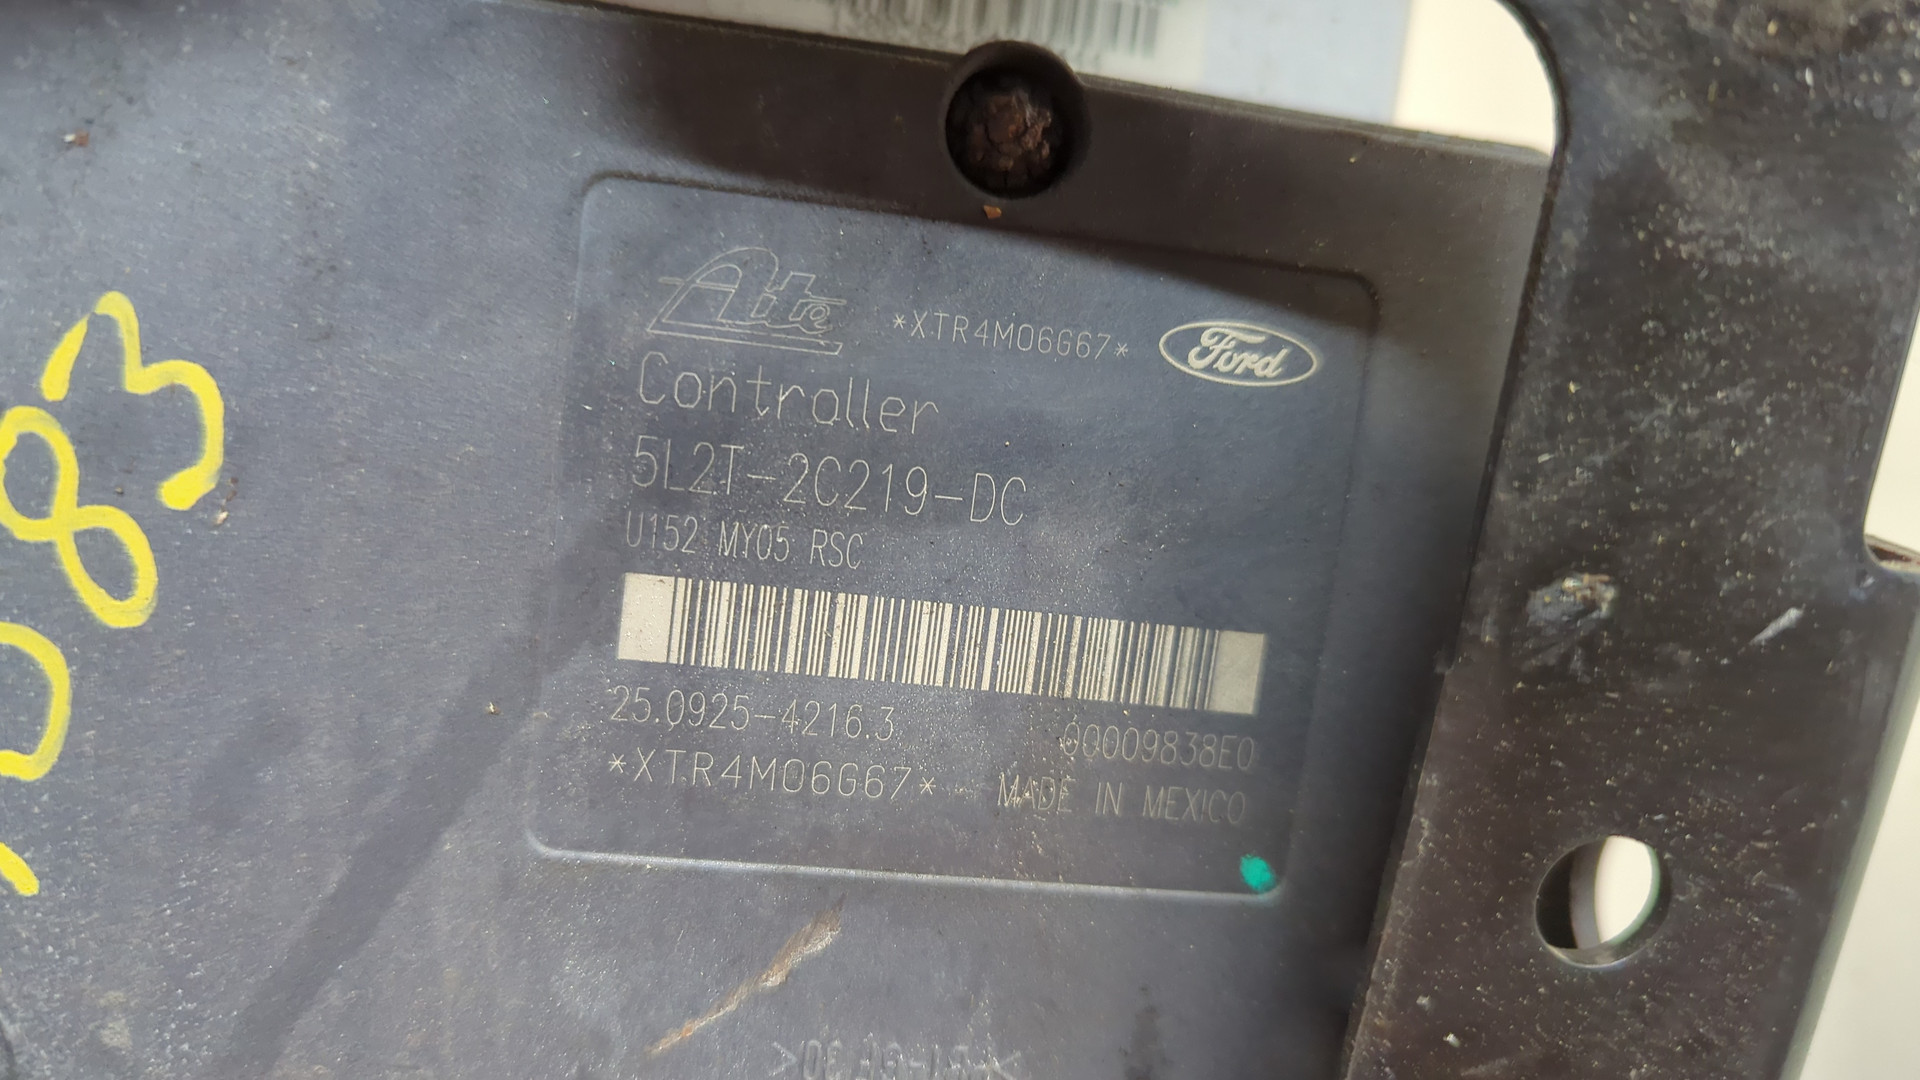 Ate *XTR4M06G67* Ford
Controller
5L2T-2C219-DC
U152 MY05 RSC
25.0925-4216.3 00009838E0
*XTR4M06G67* MADE IN MEXICO
83